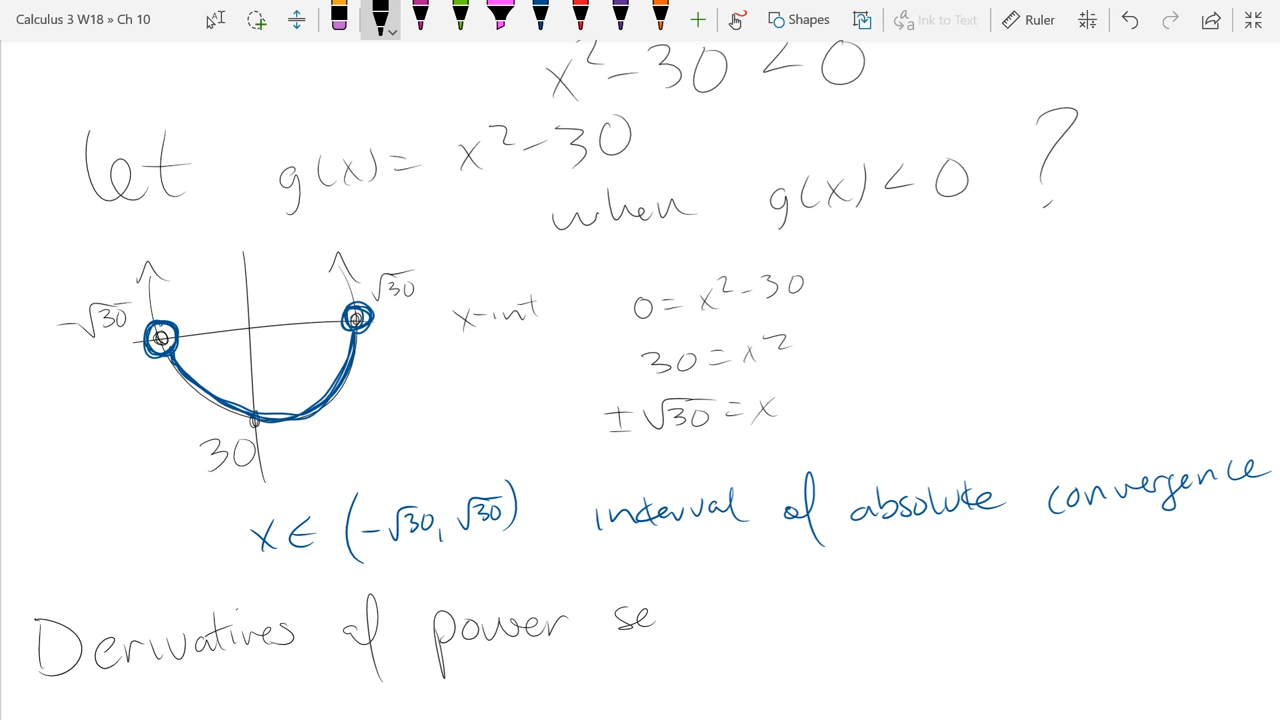 Calculus 3 W18 » Ch 10
Shapes
Ink to Text
Ruler
x² - 30 < 0
let g(x) = x² - 30
when g(x) < 0 ?
-√30
√30
30
x-int
0 = x² - 30
30 = x²
± √30 = x
x ∈ (-√30, √30) interval of absolute convergence
Derivatives of power se